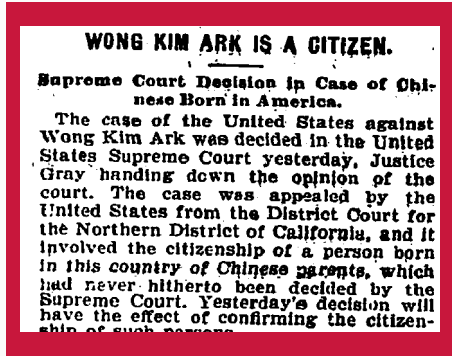 WONG KIM ARK IS A CITIZEN.
Supreme Court Decision in Case of Chi-
nese Born in America.
The case of the United States against
Wong Kim Ark was decided in the United
States Supreme Court yesterday, Justice
Gray handing down the opinion of the
court. The case was appealed by the
United States from the District Court for
the Northern District of California, and it
involved the citizenship of a person born
in this country of Chinese parents, which
had never hitherto been decided by the
Supreme Court. Yesterday's decision will
have the effect of confirming the citizen-
ship of such persons